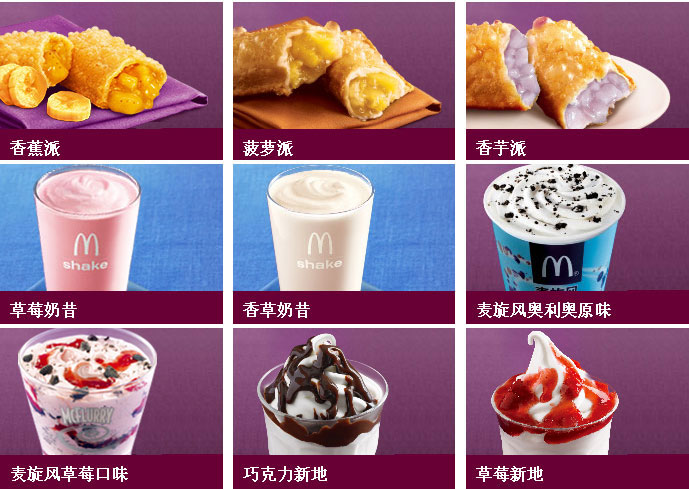 香蕉派
菠萝派
香芋派
shake
草莓奶昔
shake
香草奶昔
麦旋风奥利奥原味
McFLURRY
麦旋风草莓口味
巧克力新地
草莓新地